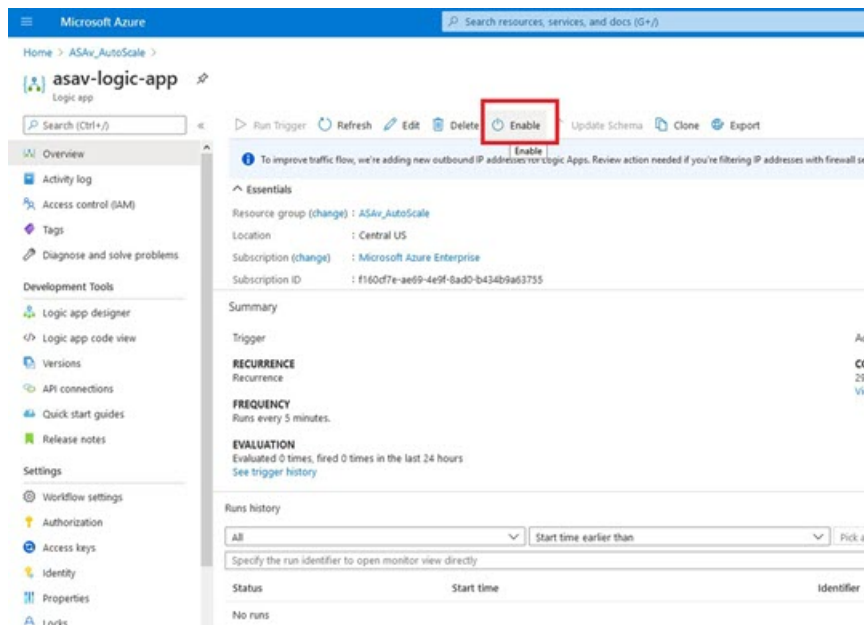 Microsoft Azure
Search resources, services, and docs (G+/)
Home > ASAv_AutoScale >
asav-logic-app
Logic app
Search (Ctrl+/)
«
Run Trigger Refresh Edit Delete Enable Update Schema Clone Export
Enable
Overview
To improve traffic flow, we're adding new outbound IP addresses for Logic Apps. Review action needed if you're filtering IP addresses with firewall se
Activity log
Access control (IAM)
Tags
Diagnose and solve problems
Development Tools
Logic app designer
Logic app code view
Versions
API connections
Quick start guides
Release notes
Settings
Workflow settings
Authorization
Access keys
Identity
Properties
Locks
Essentials
Resource group (change) : ASAv_AutoScale
Location : Central US
Subscription (change) : Microsoft Azure Enterprise
Subscription ID : f160cf7e-ae69-4e9f-8ad0-b434b9a63755
Summary
Trigger
RECURRENCE
Recurrence
FREQUENCY
Runs every 5 minutes.
EVALUATION
Evaluated 0 times, fired 0 times in the last 24 hours
See trigger history
Ac
CO
29
Vi
Runs history
All Start time earlier than Pick a
Specify the run identifier to open monitor view directly
Status Start time Identifier
No runs